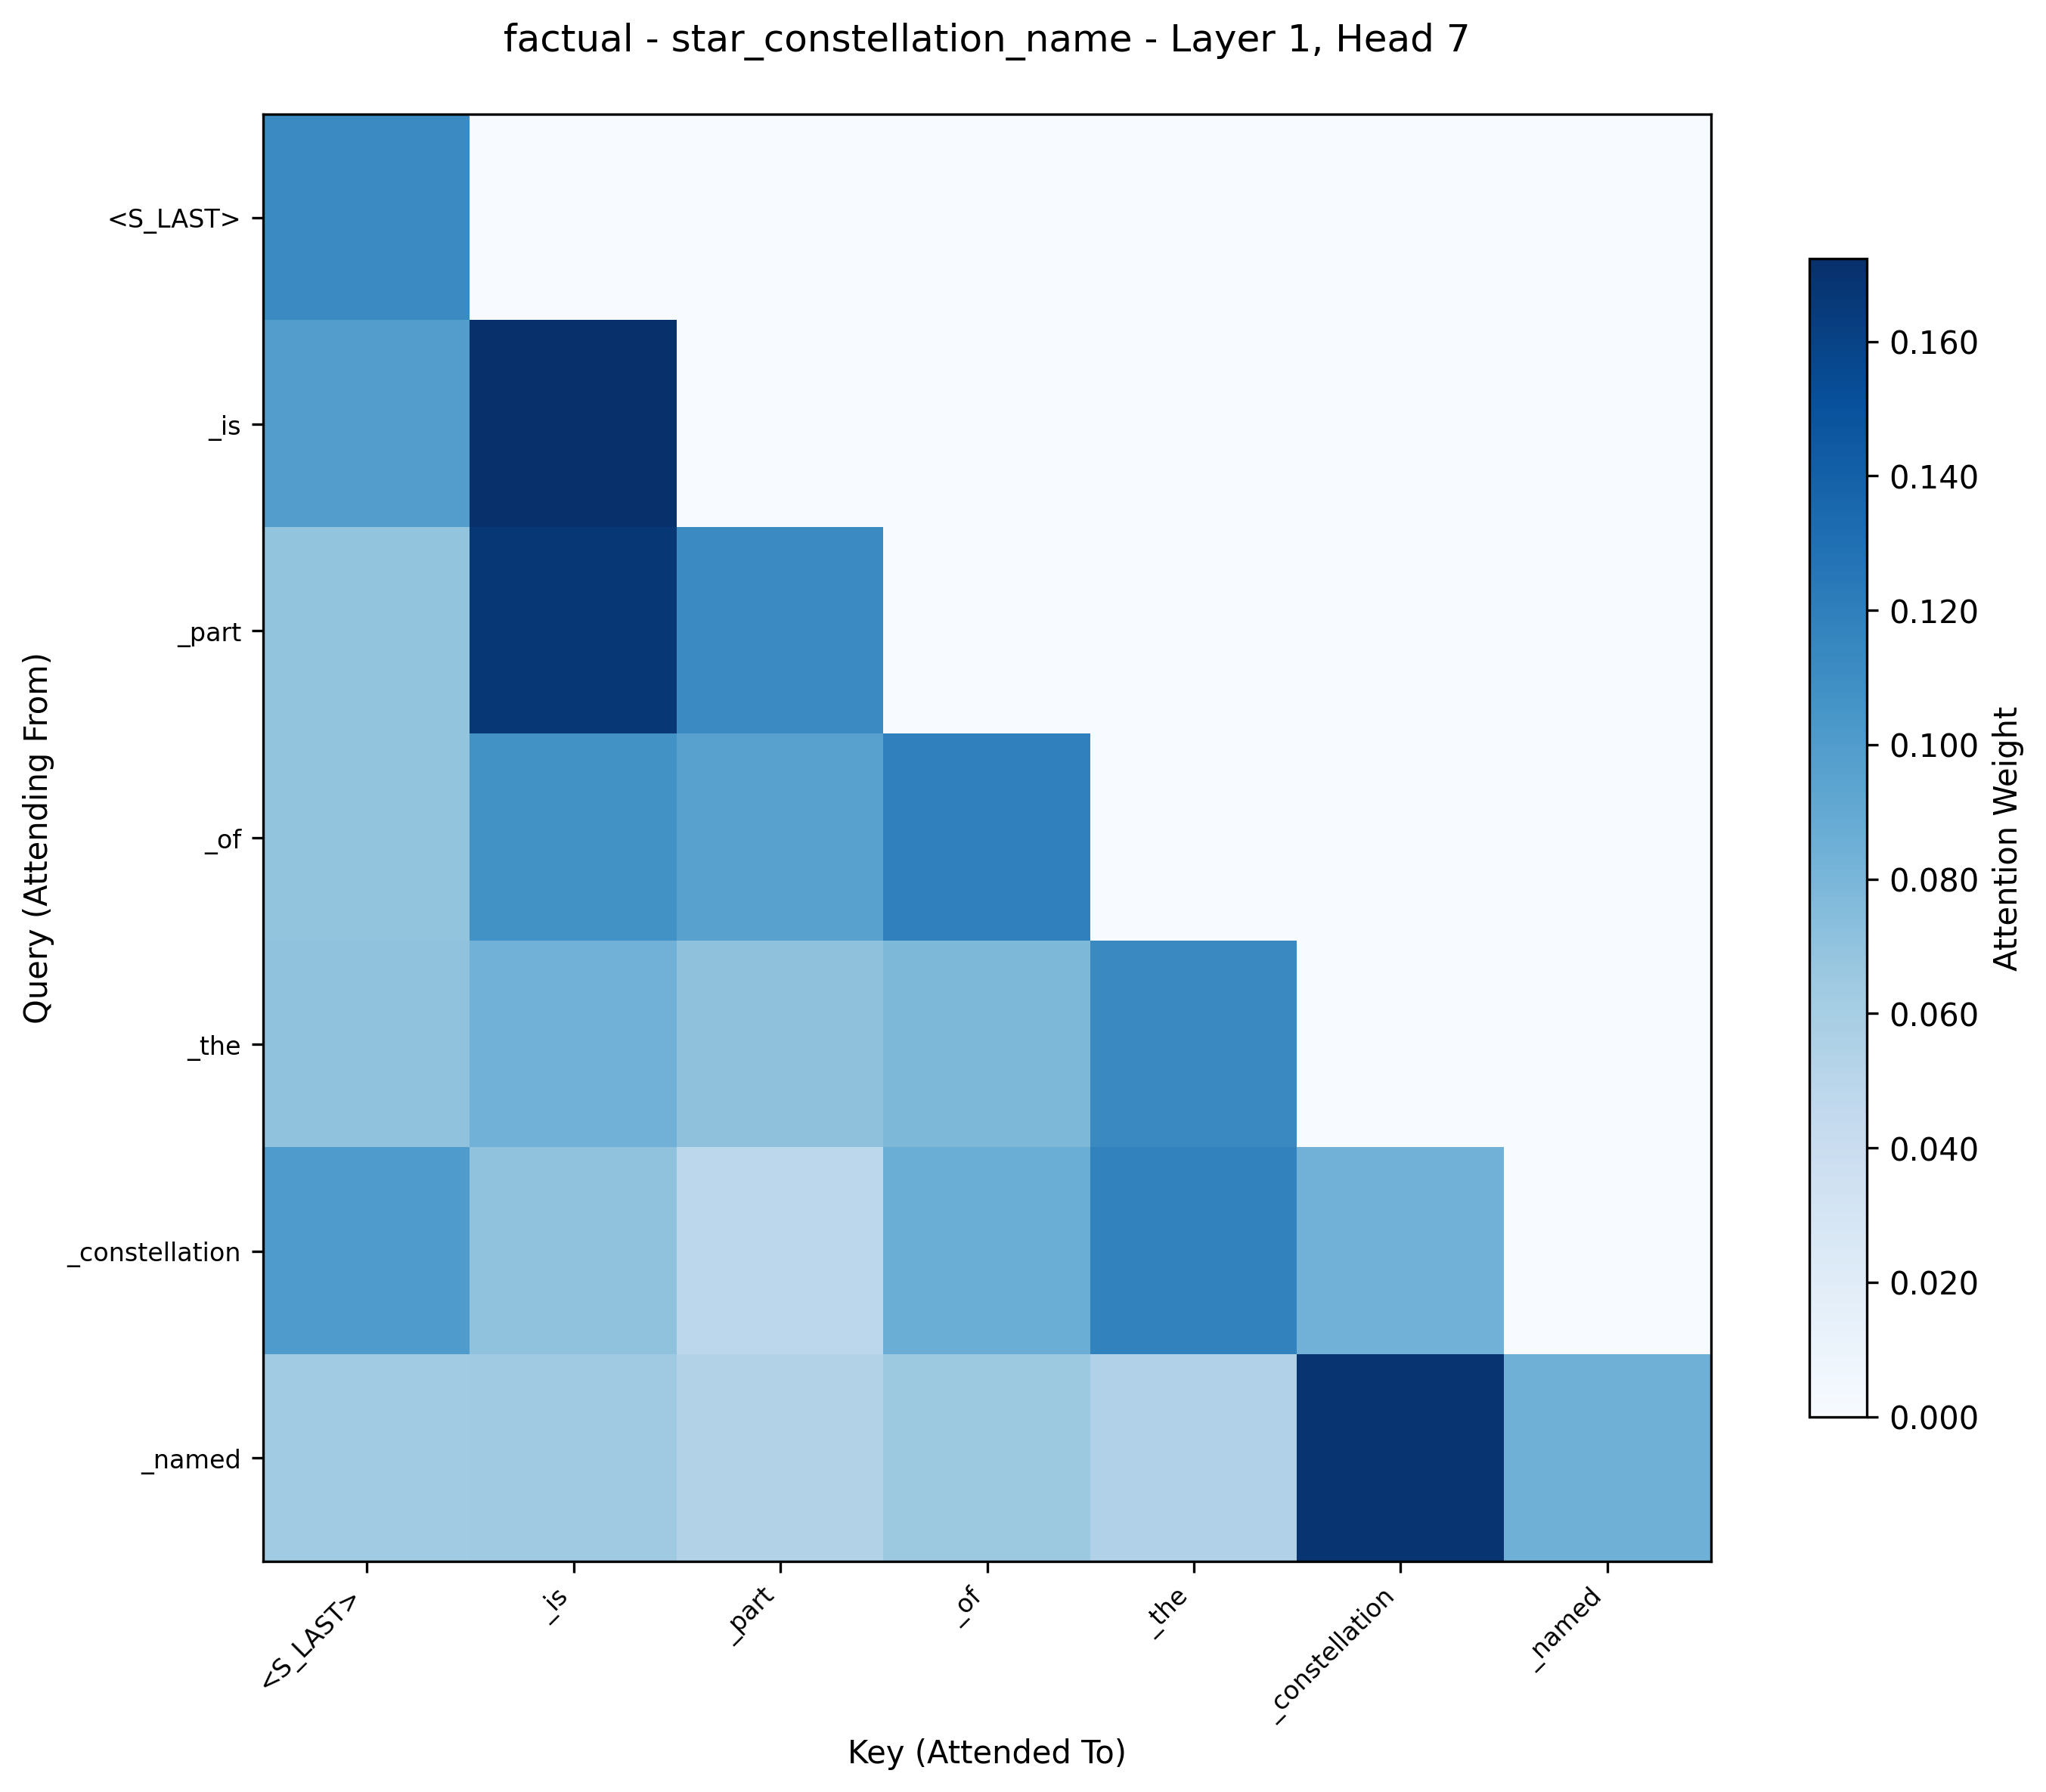 factual - star_constellation_name - Layer 1, Head 7
Query (Attending From)
<S_LAST>
_is
_part
_of
_the
_constellation
_named
<S_LAST>
_is
_part
_of
_the
_constellation
_named
Key (Attended To)
0.160
0.140
0.120
0.100
0.080
0.060
0.040
0.020
0.000
Attention Weight